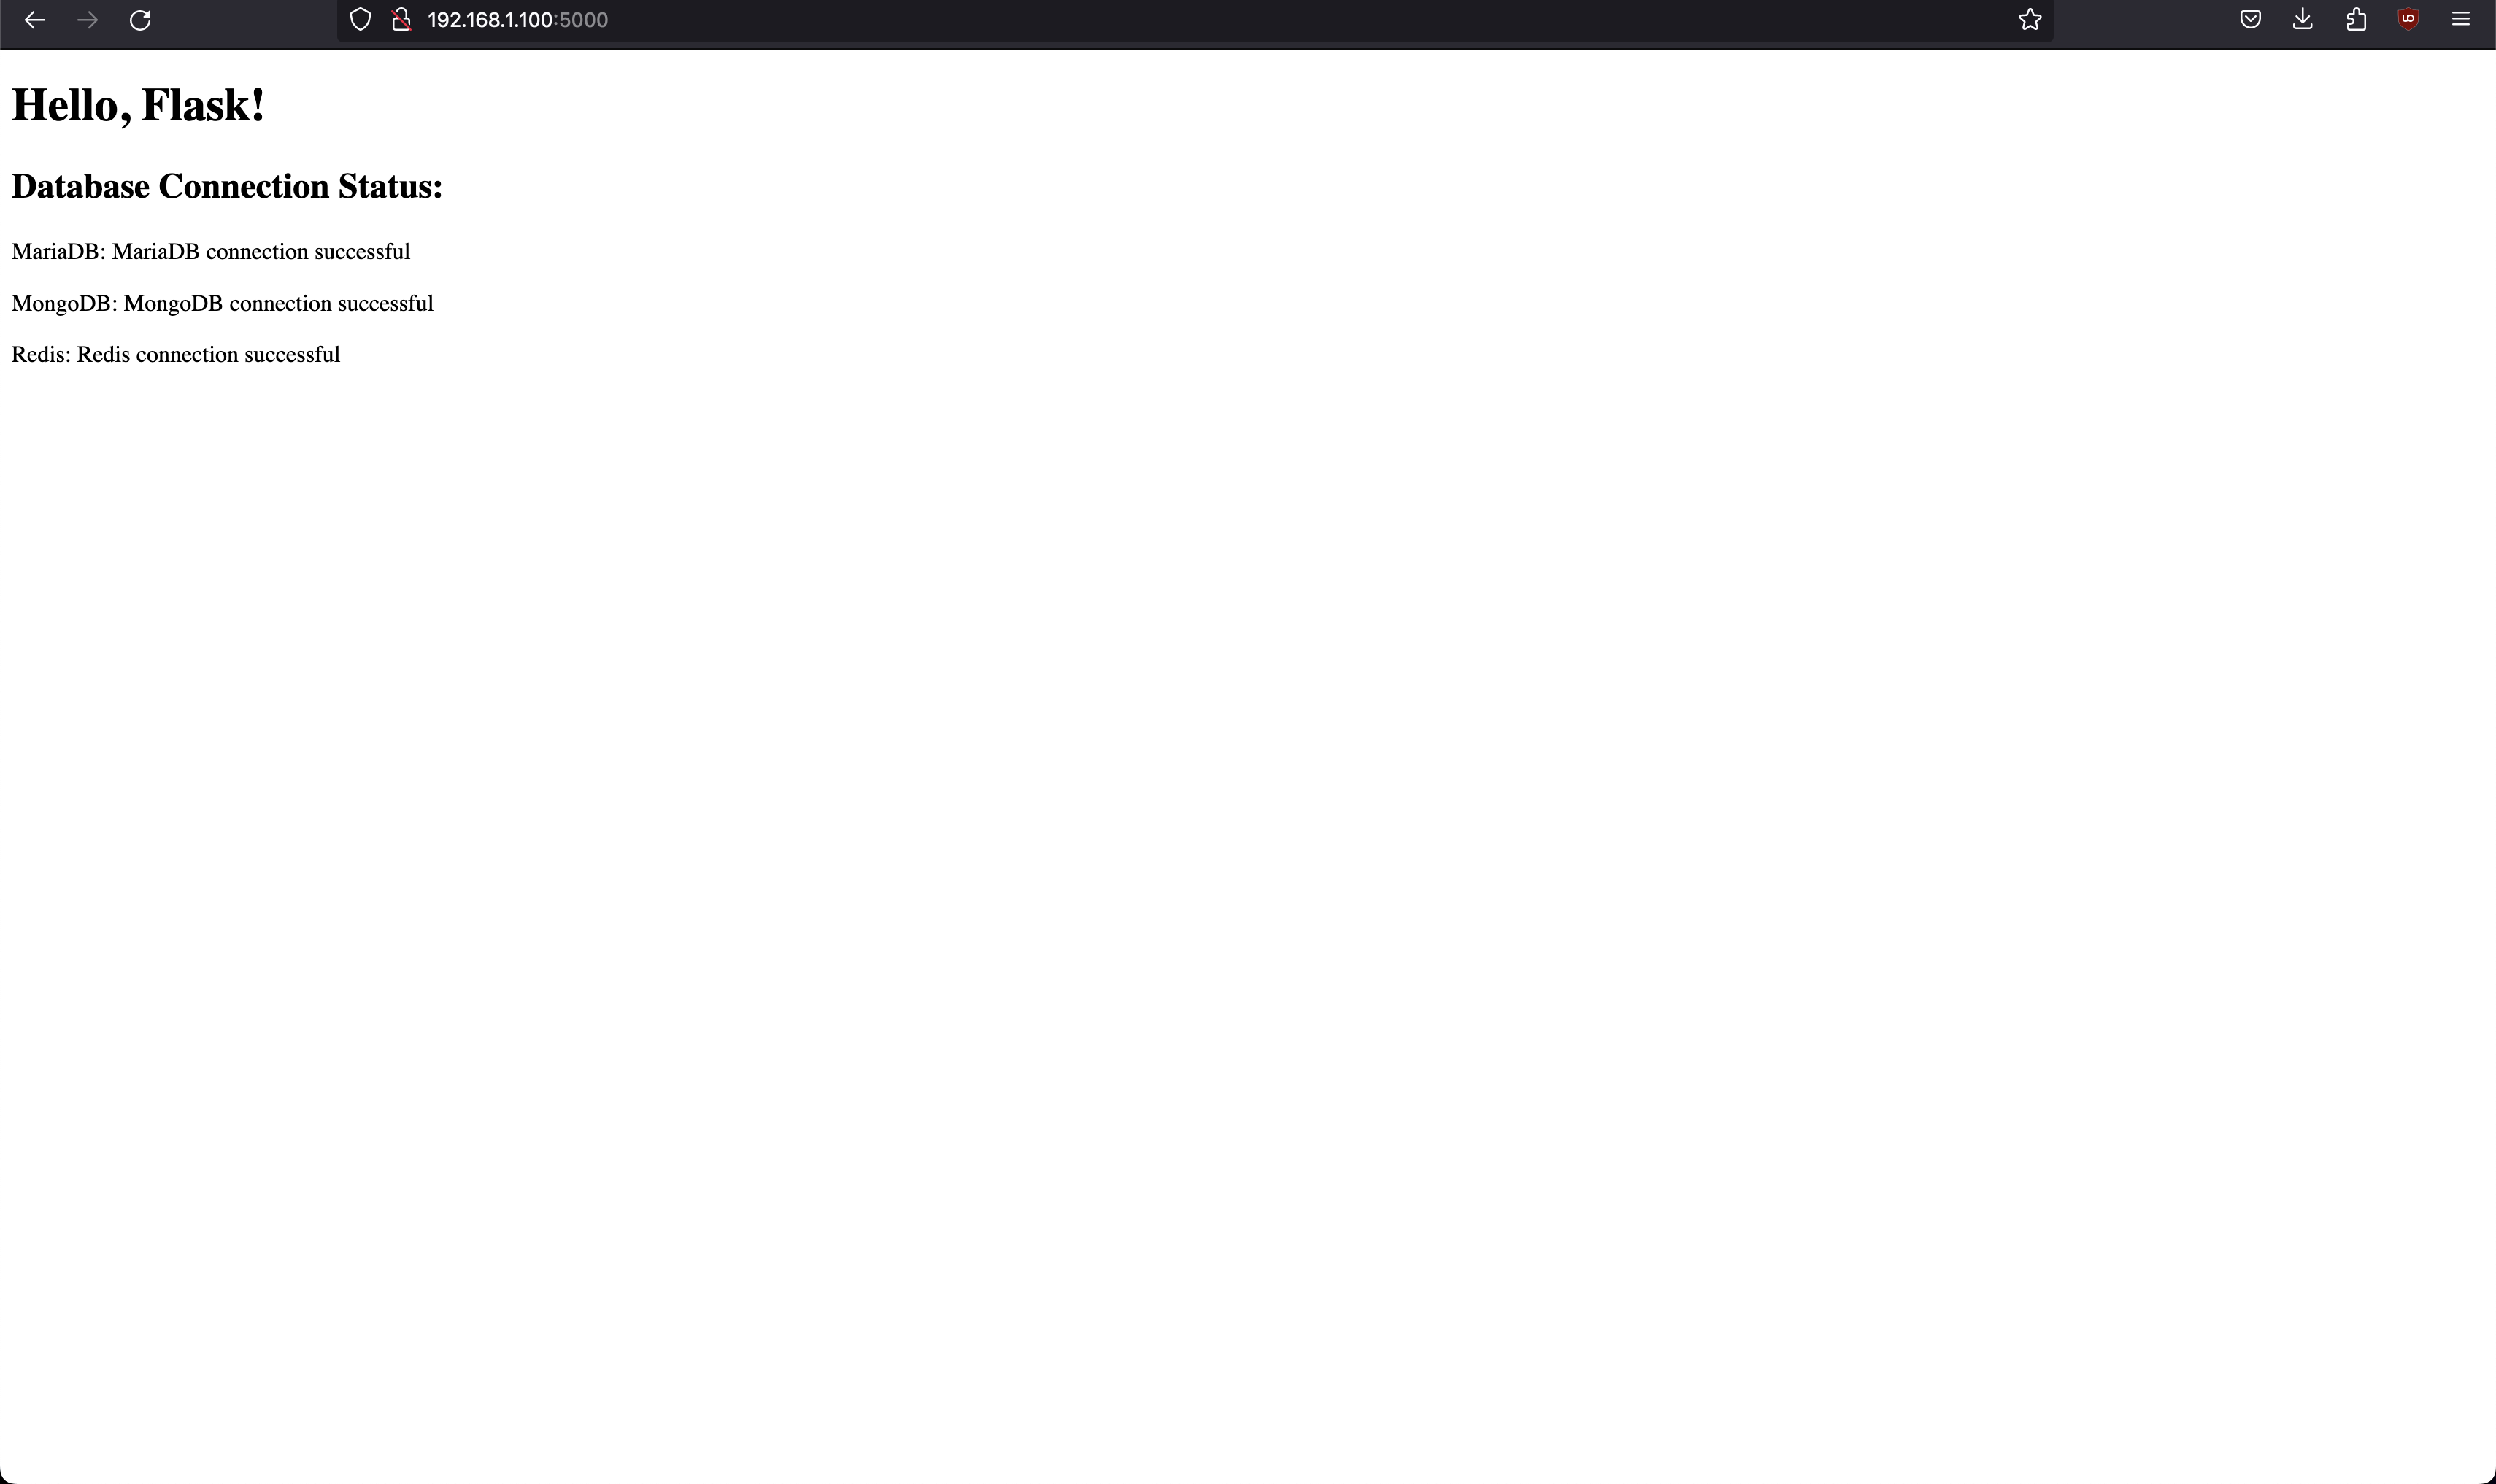 192.168.1.100:5000
Hello, Flask!
Database Connection Status:
MariaDB: MariaDB connection successful
MongoDB: MongoDB connection successful
Redis: Redis connection successful